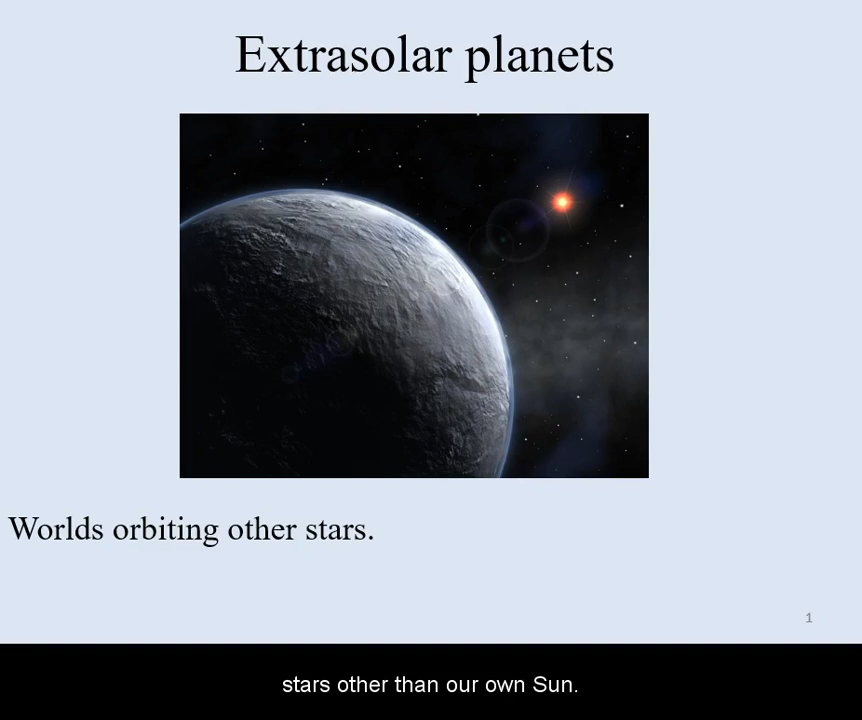 Extrasolar planets
Worlds orbiting other stars.
1
stars other than our own Sun.